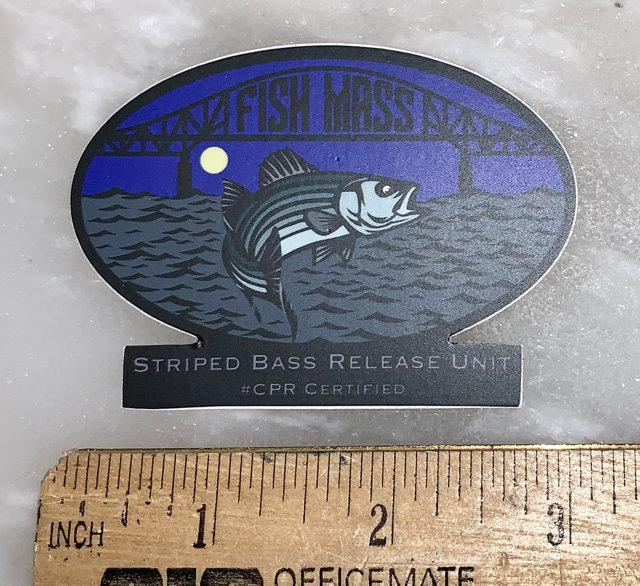 FISH MASS
STRIPED BASS RELEASE UNIT
#CPR CERTIFIED
1 2 3
INCH
OFFICEMATE